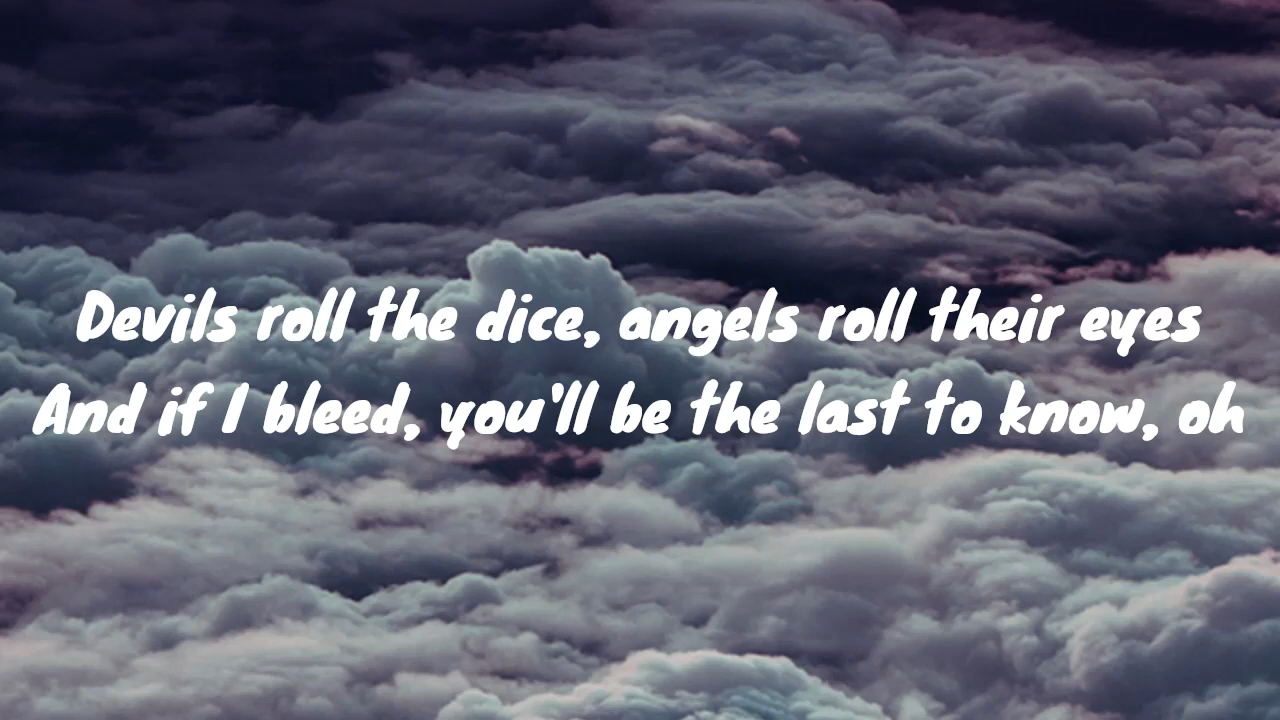 Devils roll the dice, angels roll their eyes
And if I bleed, you'll be the last to know, oh